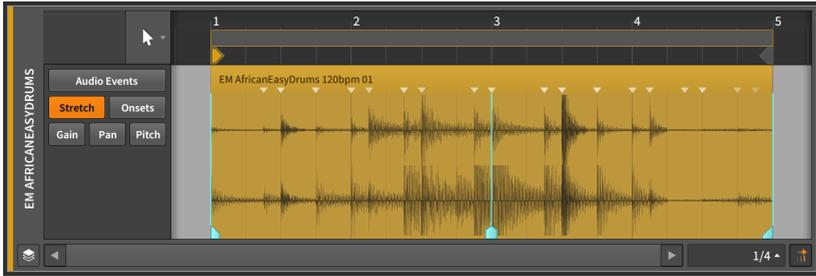 1 2 3 4 5
EM AFRICANEASYDRUMS
Audio Events
EM AfricanEasyDrums 120bpm 01
Stretch Onsets
Gain Pan Pitch
1/4